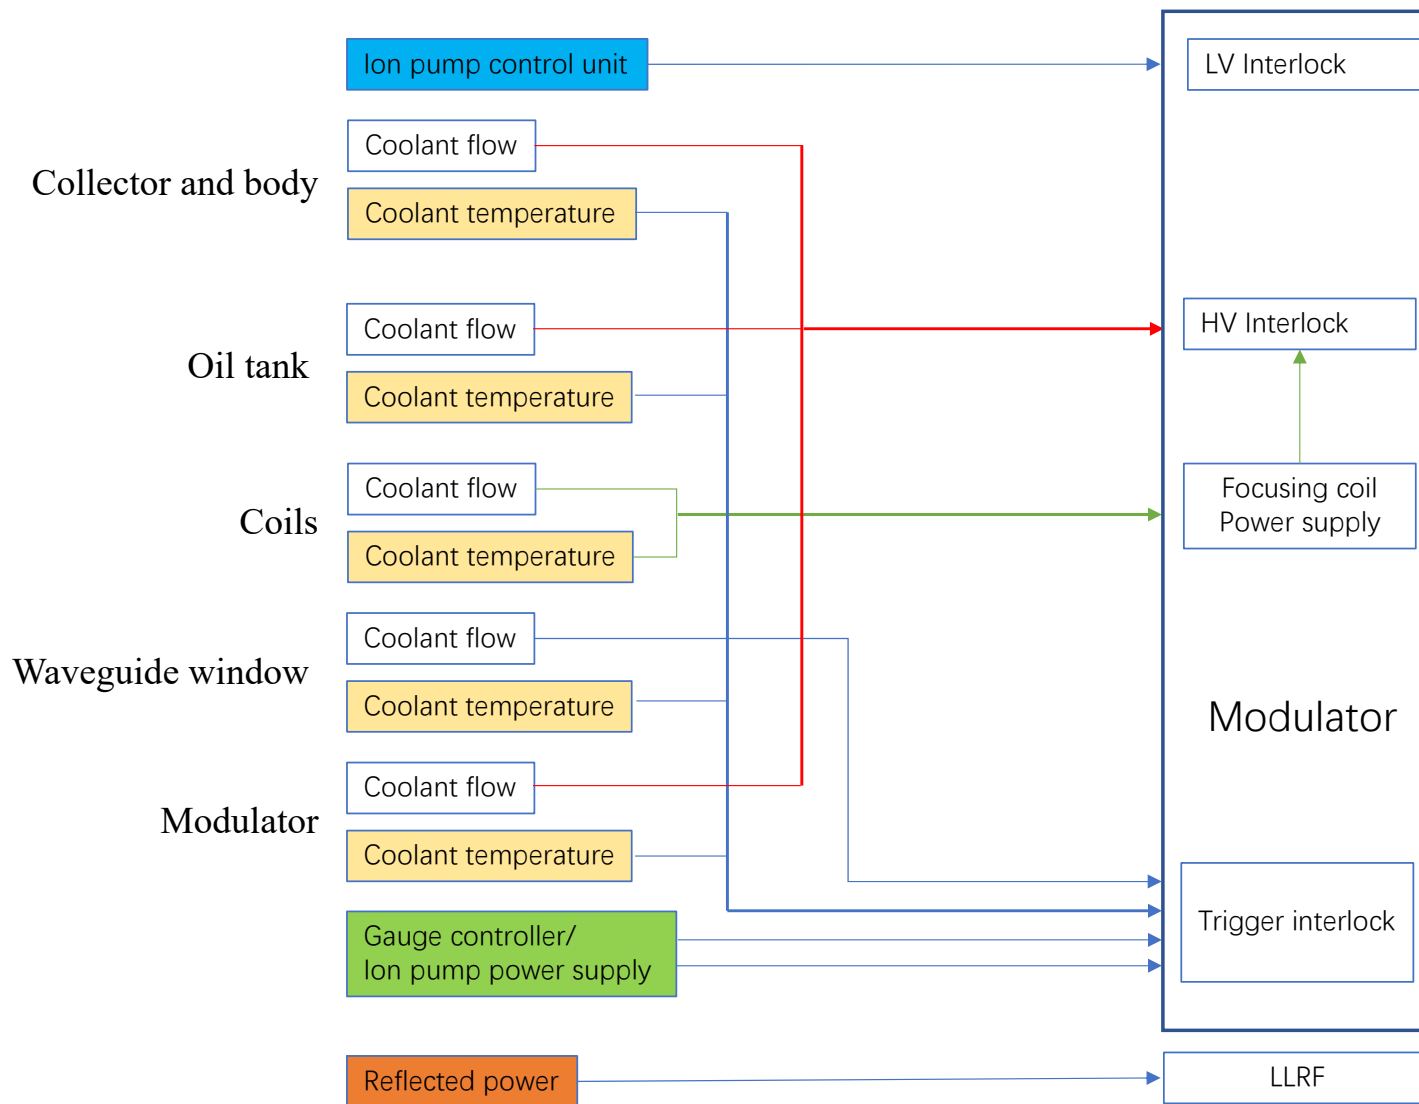 Ion pump control unit
LV Interlock
Collector and body
Coolant flow
Coolant temperature
Oil tank
Coolant flow
Coolant temperature
HV Interlock
Coils
Coolant flow
Coolant temperature
Focusing coil
Power supply
Waveguide window
Coolant flow
Coolant temperature
Modulator
Modulator
Coolant flow
Coolant temperature
Gauge controller/
Ion pump power supply
Trigger interlock
Reflected power
LLRF